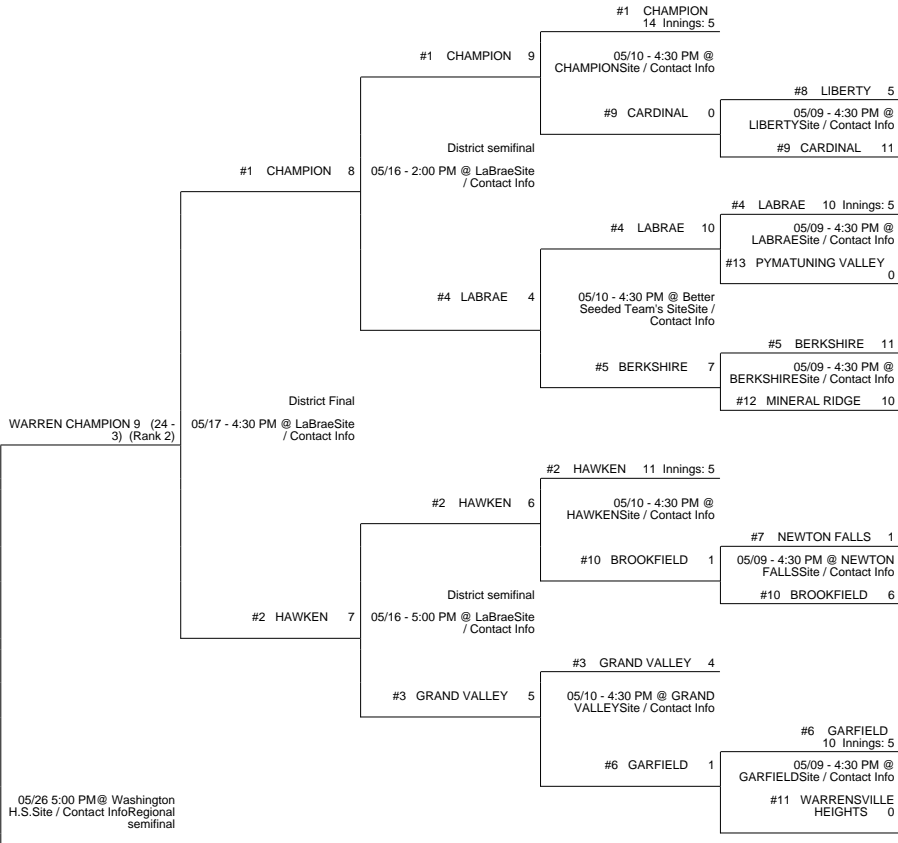 #1 CHAMPION
14 Innings: 5
#1 CHAMPION 9
05/10 - 4:30 PM @
CHAMPIONSite / Contact Info
#8 LIBERTY 5
#9 CARDINAL 0
05/09 - 4:30 PM @
LIBERTYSite / Contact Info
#9 CARDINAL 11
District semifinal
#1 CHAMPION 8
05/16 - 2:00 PM @ LaBraeSite
/ Contact Info
#4 LABRAE 10 Innings: 5
#4 LABRAE 10
05/09 - 4:30 PM @
LABRAESite / Contact Info
#13 PYMATUNING VALLEY
0
#4 LABRAE 4
05/10 - 4:30 PM @ Better
Seeded Team's SiteSite /
Contact Info
#5 BERKSHIRE 11
#5 BERKSHIRE 7
05/09 - 4:30 PM @
BERKSHIRESite / Contact Info
#12 MINERAL RIDGE 10
District Final
WARREN CHAMPION 9 (24 -
3) (Rank 2)
05/17 - 4:30 PM @ LaBraeSite
/ Contact Info
#2 HAWKEN 11 Innings: 5
#2 HAWKEN 6
05/10 - 4:30 PM @
HAWKENSite / Contact Info
#7 NEWTON FALLS 1
#10 BROOKFIELD 1
05/09 - 4:30 PM @ NEWTON
FALLSSite / Contact Info
#10 BROOKFIELD 6
District semifinal
#2 HAWKEN 7
05/16 - 5:00 PM @ LaBraeSite
/ Contact Info
#3 GRAND VALLEY 4
#3 GRAND VALLEY 5
05/10 - 4:30 PM @ GRAND
VALLEYSite / Contact Info
#6 GARFIELD
10 Innings: 5
#6 GARFIELD 1
05/09 - 4:30 PM @
GARFIELDSite / Contact Info
#11 WARRENSVILLE
HEIGHTS 0
05/26 5:00 PM@ Washington
H.S.Site / Contact InfoRegional
semifinal